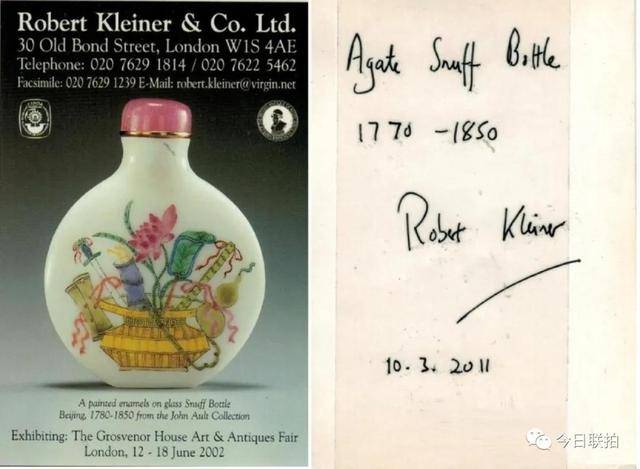 Robert Kleiner & Co. Ltd.
30 Old Bond Street, London W1S 4AE
Telephone: 020 7629 1814 / 020 7622 5462
Facsimile: 020 7629 1239 E-Mail: robert.kleiner@virgin.net
A painted enamels on glass Snuff Bottle
Beijing, 1780-1850 from the John Ault Collection
Exhibiting: The Grosvenor House Art & Antiques Fair
London, 12 - 18 June 2002
Agate Snuff Bottle
1770 - 1850
Robert Kleiner
10. 3. 2011
今日联拍